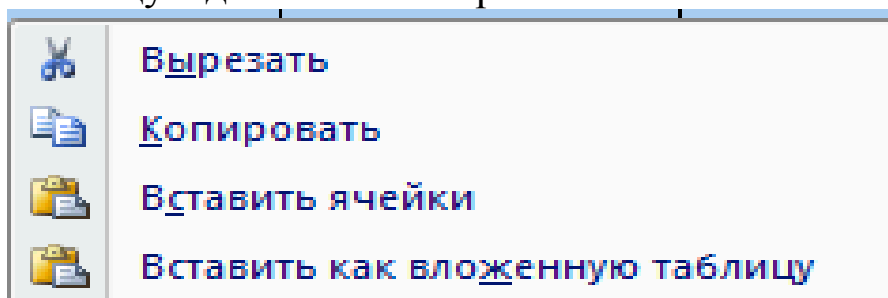 Вырезать
Копировать
Вставить ячейки
Вставить как вложенную таблицу